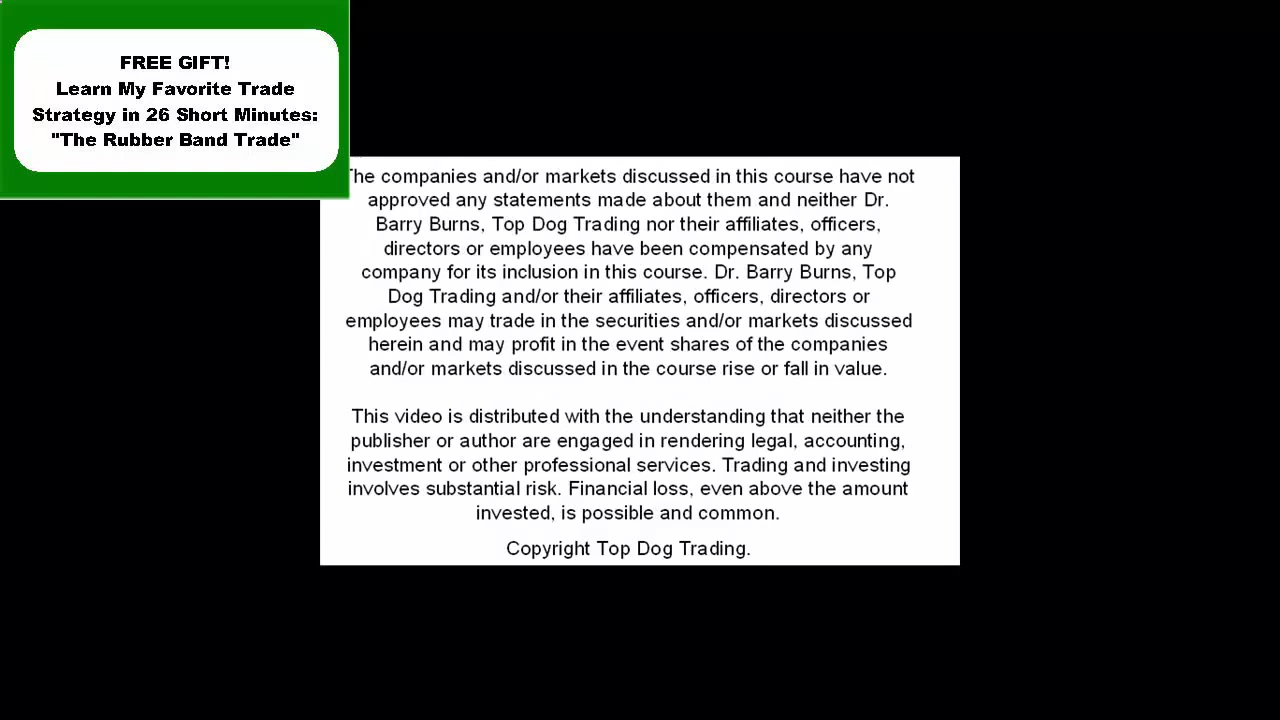 FREE GIFT!
Learn My Favorite Trade
Strategy in 26 Short Minutes:
"The Rubber Band Trade"
The companies and/or markets discussed in this course have not
approved any statements made about them and neither Dr.
Barry Burns, Top Dog Trading nor their affiliates, officers,
directors or employees have been compensated by any
company for its inclusion in this course. Dr. Barry Burns, Top
Dog Trading and/or their affiliates, officers, directors or
employees may trade in the securities and/or markets discussed
herein and may profit in the event shares of the companies
and/or markets discussed in the course rise or fall in value.
This video is distributed with the understanding that neither the
publisher or author are engaged in rendering legal, accounting,
investment or other professional services. Trading and investing
involves substantial risk. Financial loss, even above the amount
invested, is possible and common.
Copyright Top Dog Trading.